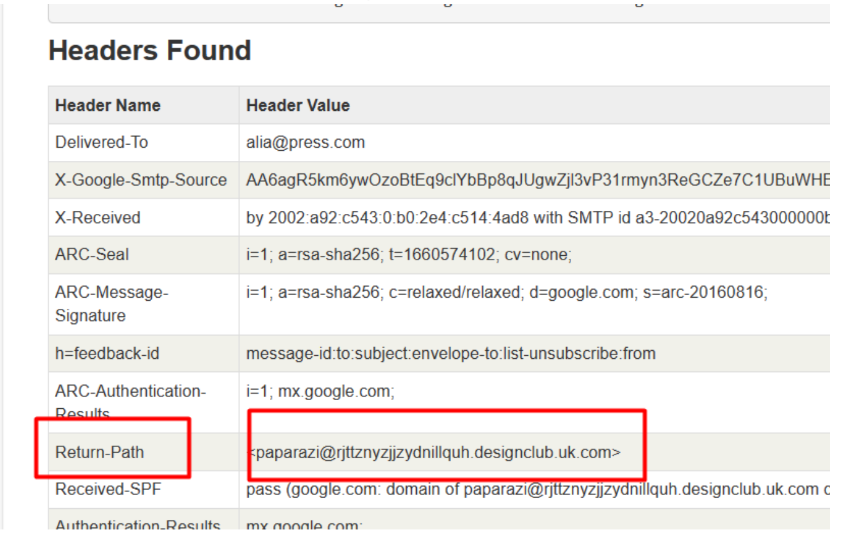 Headers Found
Header Name Header Value
Delivered-To alia@press.com
X-Google-Smtp-Source AA6agR5km6ywOzoBtEq9clYbBp8qJUgwZjl3vP31rmyn3ReGCZe7C1UBuWHE
X-Received by 2002:a92:c543:0:b0:2e4:c514:4ad8 with SMTP id a3-20020a92c543000000b
ARC-Seal i=1; a=rsa-sha256; t=1660574102; cv=none;
ARC-Message- i=1; a=rsa-sha256; c=relaxed/relaxed; d=google.com; s=arc-20160816;
Signature
h=feedback-id message-id:to:subject:envelope-to:list-unsubscribe:from
ARC-Authentication- i=1; mx.google.com;
Results
Return-Path <paparazi@rjttznyzjjzydnillquh.designclub.uk.com>
Received-SPF pass (google.com: domain of paparazi@rjttznyzjjzydnillquh.designclub.uk.com
Authentication-Results mx.google.com;